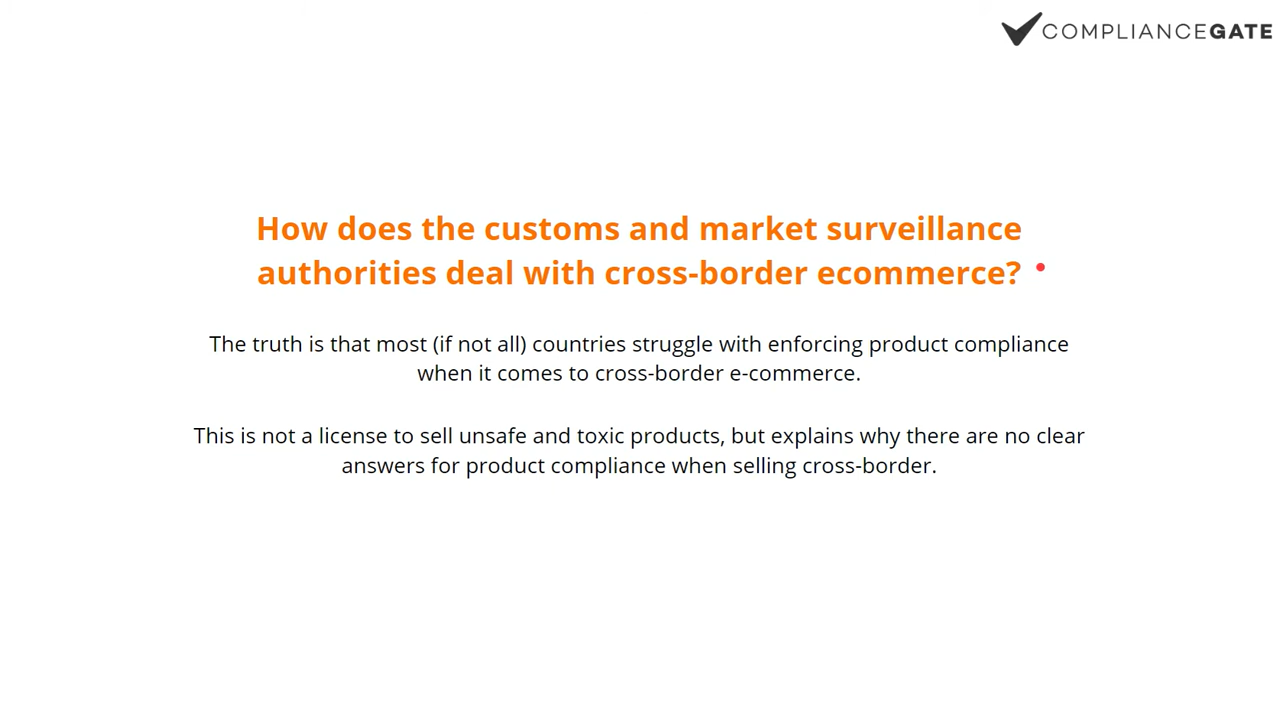 COMPLIANCEGATE
How does the customs and market surveillance
authorities deal with cross-border ecommerce?
The truth is that most (if not all) countries struggle with enforcing product compliance
when it comes to cross-border e-commerce.
This is not a license to sell unsafe and toxic products, but explains why there are no clear
answers for product compliance when selling cross-border.